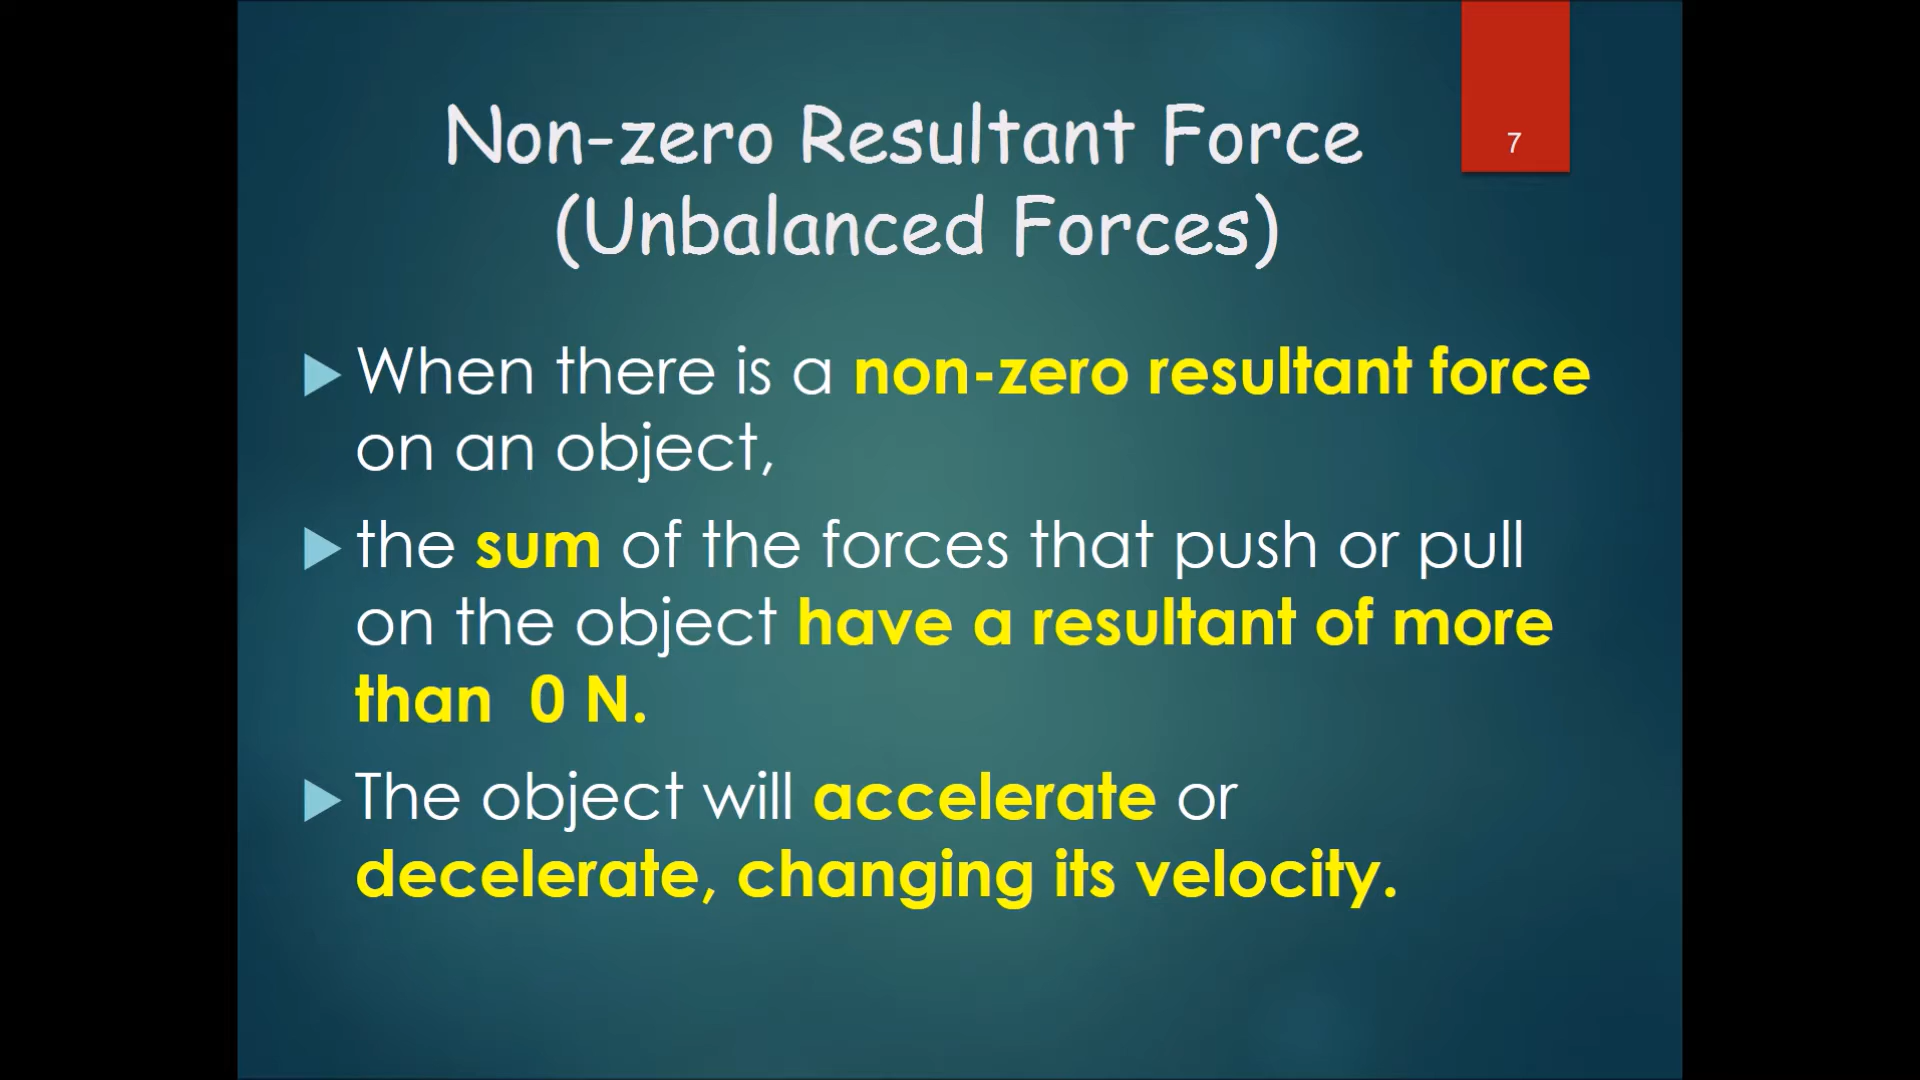 7
Non-zero Resultant Force
(Unbalanced Forces)
When there is a non-zero resultant force
on an object,
the sum of the forces that push or pull
on the object have a resultant of more
than  0 N.
The object will accelerate or
decelerate, changing its velocity.